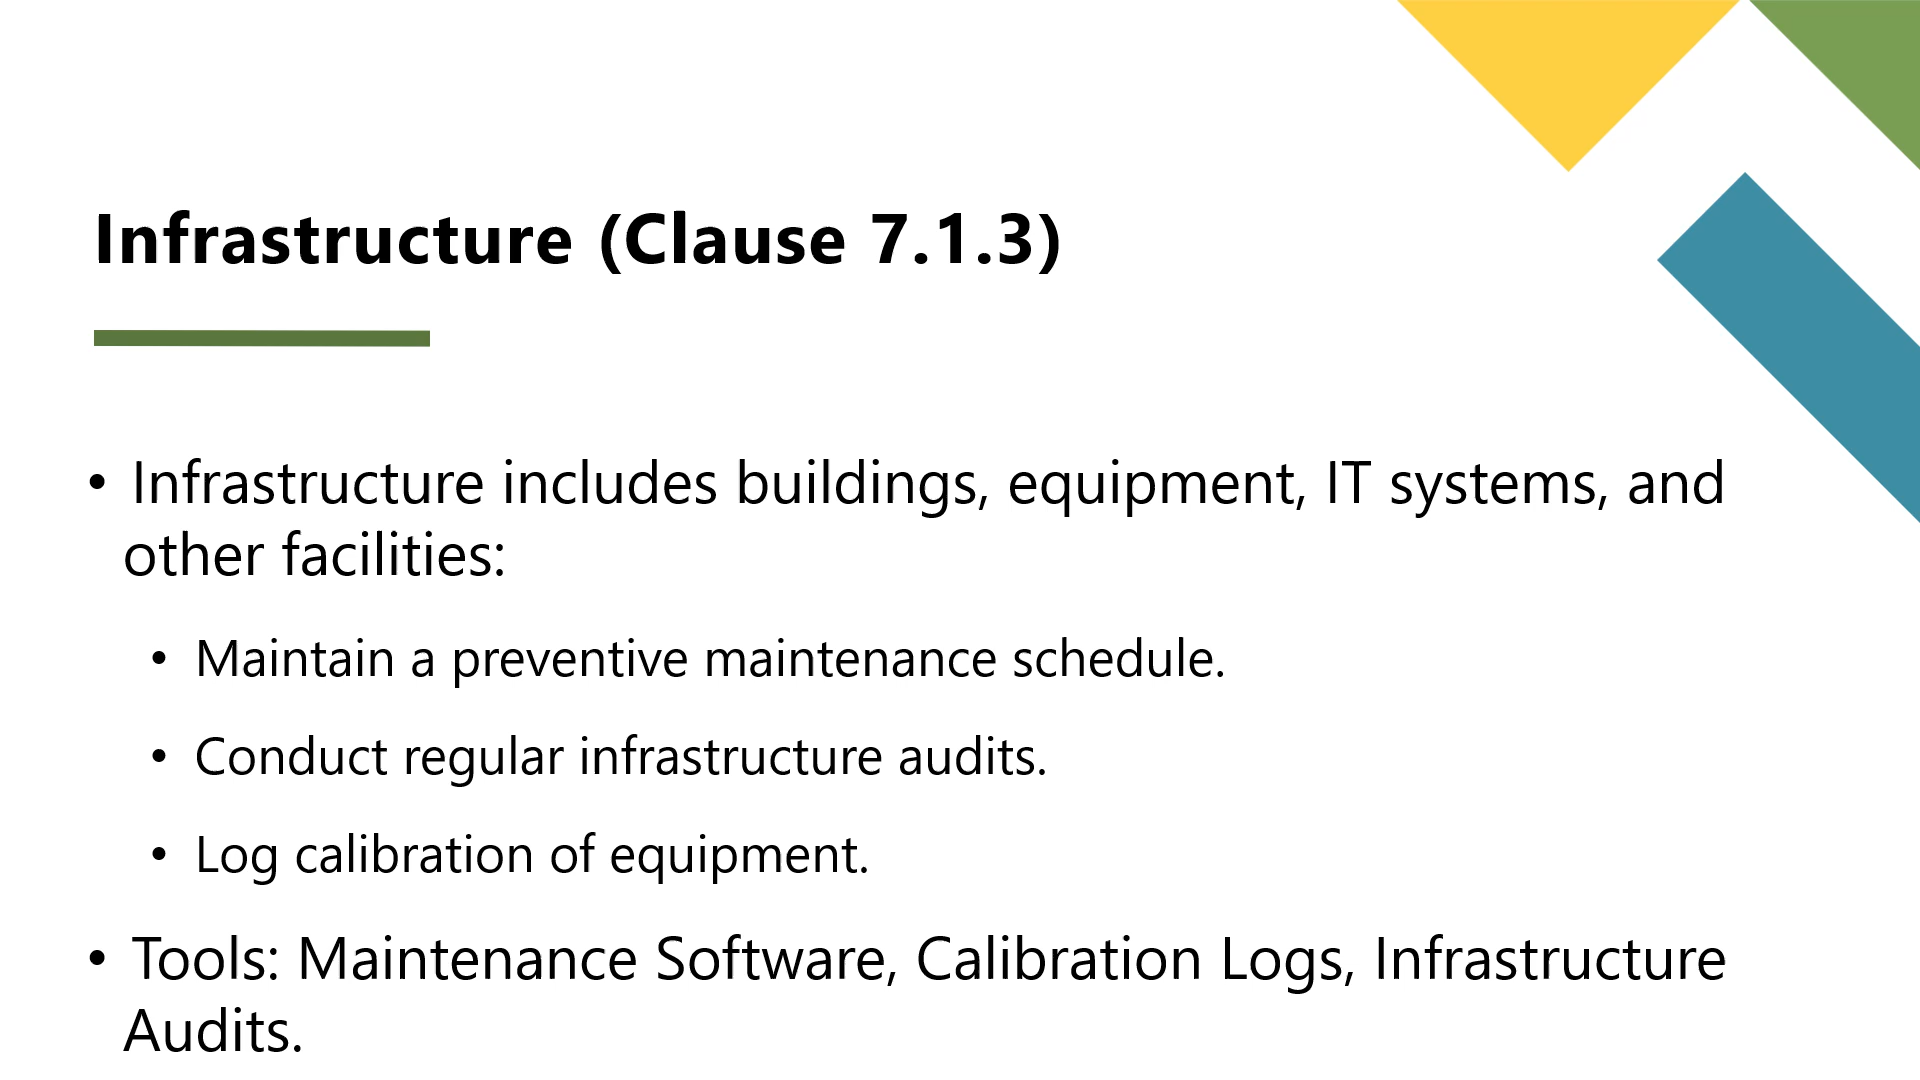 Infrastructure (Clause 7.1.3)
• Infrastructure includes buildings, equipment, IT systems, and
other facilities:
• Maintain a preventive maintenance schedule.
• Conduct regular infrastructure audits.
• Log calibration of equipment.
• Tools: Maintenance Software, Calibration Logs, Infrastructure
Audits.